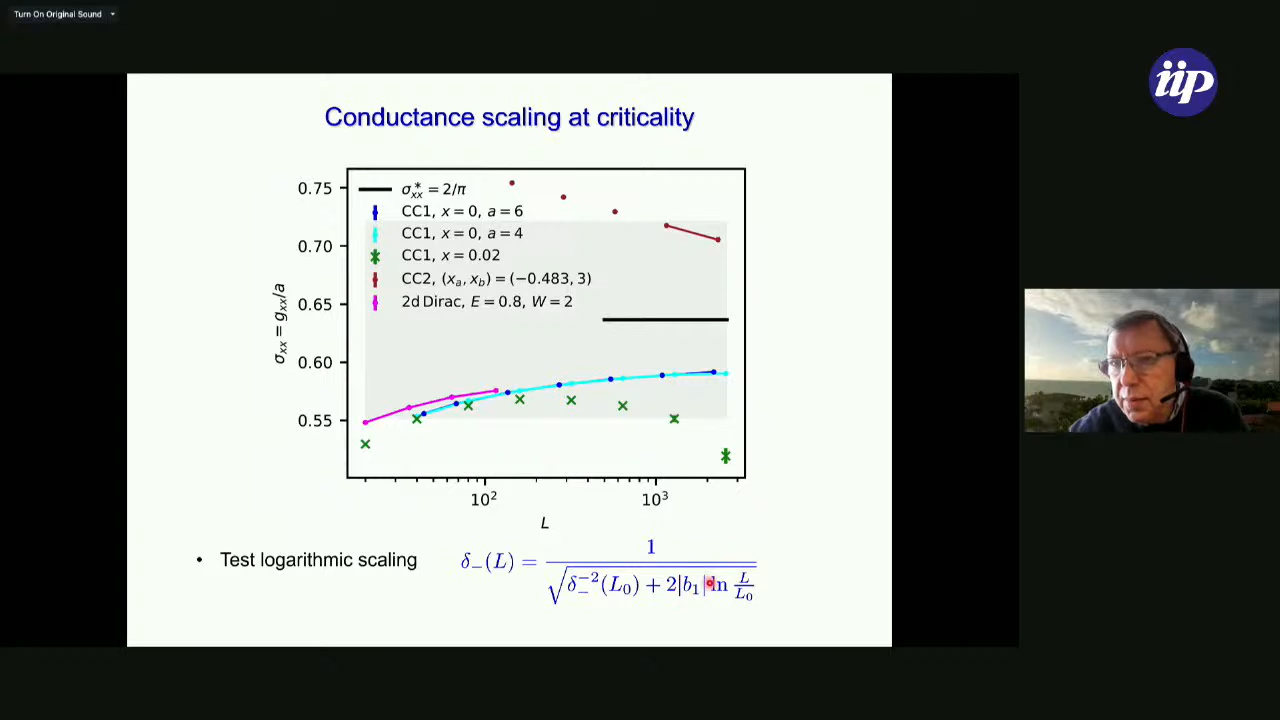 Turn On Original Sound
iip
Conductance scaling at criticality
0.75
0.70
0.65
0.60
0.55
σxx = gxx/a
σ*xx = 2/π
CC1, x = 0, a = 6
CC1, x = 0, a = 4
CC1, x = 0.02
CC2, (xa, xb) = (−0.483, 3)
2d Dirac, E = 0.8, W = 2
10² 10³
L
• Test logarithmic scaling δ₋(L) = 1 / √(δ₋⁻²(L₀) + 2|b₁| ln L/L₀)